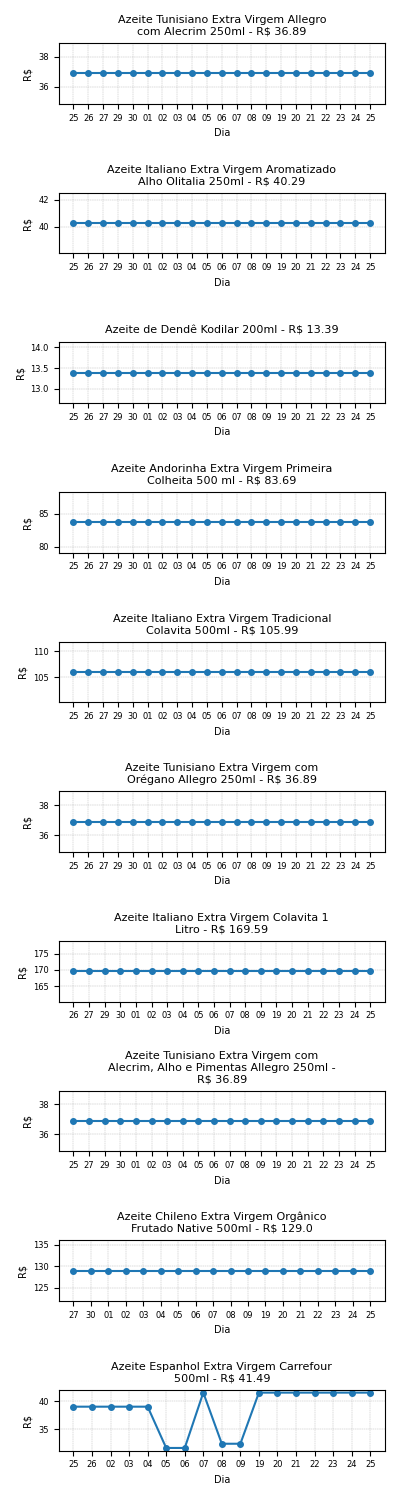 Azeite Tunisiano Extra Virgem Allegro
com Alecrim 250ml - R$ 36.89
38
36
R$
25 26 27 29 30 01 02 03 04 05 06 07 08 09 19 20 21 22 23 24 25
Dia
Azeite Italiano Extra Virgem Aromatizado
Alho Olitalia 250ml - R$ 40.29
42
40
R$
25 26 27 29 30 01 02 03 04 05 06 07 08 09 19 20 21 22 23 24 25
Dia
Azeite de Dendê Kodilar 200ml - R$ 13.39
14.0
13.5
13.0
R$
25 26 27 29 30 01 02 03 04 05 06 07 08 09 19 20 21 22 23 24 25
Dia
Azeite Andorinha Extra Virgem Primeira
Colheita 500 ml - R$ 83.69
85
80
R$
25 26 27 29 30 01 02 03 04 05 06 07 08 09 19 20 21 22 23 24 25
Dia
Azeite Italiano Extra Virgem Tradicional
Colavita 500ml - R$ 105.99
110
105
R$
25 26 27 29 30 01 02 03 04 05 06 07 08 09 19 20 21 22 23 24 25
Dia
Azeite Tunisiano Extra Virgem com
Orégano Allegro 250ml - R$ 36.89
38
36
R$
25 26 27 29 30 01 02 03 04 05 06 07 08 09 19 20 21 22 23 24 25
Dia
Azeite Italiano Extra Virgem Colavita 1
Litro - R$ 169.59
175
170
165
R$
26 27 29 30 01 02 03 04 05 06 07 08 09 19 20 21 22 23 24 25
Dia
Azeite Tunisiano Extra Virgem com
Alecrim, Alho e Pimentas Allegro 250ml -
R$ 36.89
38
36
R$
25 27 29 30 01 02 03 04 05 06 07 08 09 19 20 21 22 23 24 25
Dia
Azeite Chileno Extra Virgem Orgânico
Frutado Native 500ml - R$ 129.0
135
130
125
R$
27 30 01 02 03 04 05 06 07 08 09 19 20 21 22 23 24 25
Dia
Azeite Espanhol Extra Virgem Carrefour
500ml - R$ 41.49
40
35
R$
25 26 02 03 04 05 06 07 08 09 19 20 21 22 23 24 25
Dia